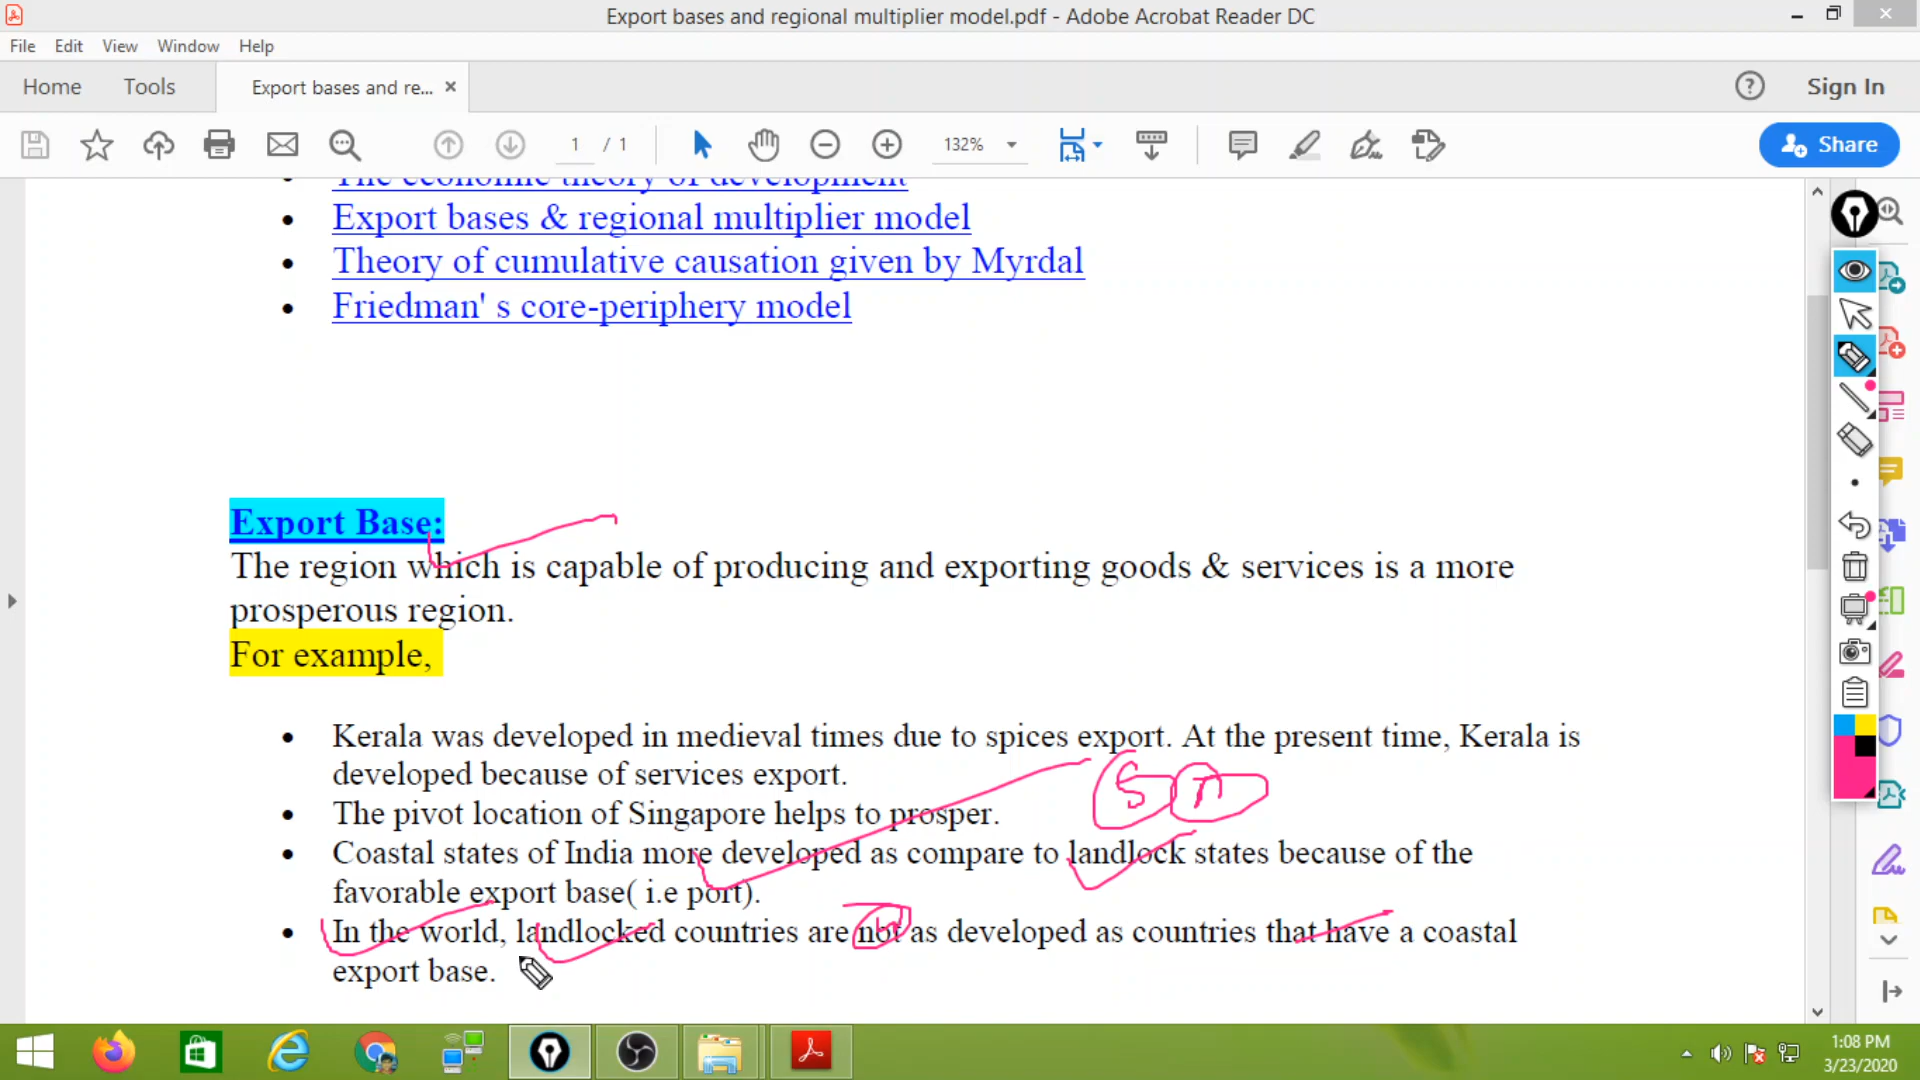 Export bases and regional multiplier model.pdf - Adobe Acrobat Reader DC
File Edit View Window Help
Home Tools Export bases and re... × Sign In
1 / 1 132% Share
The economic theory of development
Export bases & regional multiplier model
Theory of cumulative causation given by Myrdal
Friedman' s core-periphery model
Export Base:
The region which is capable of producing and exporting goods & services is a more
prosperous region.
For example,
Kerala was developed in medieval times due to spices export. At the present time, Kerala is
developed because of services export.
The pivot location of Singapore helps to prosper.
Coastal states of India more developed as compare to landlock states because of the
favorable export base( i.e port).
In the world, landlocked countries are not as developed as countries that have a coastal
export base.
1:08 PM
3/23/2020